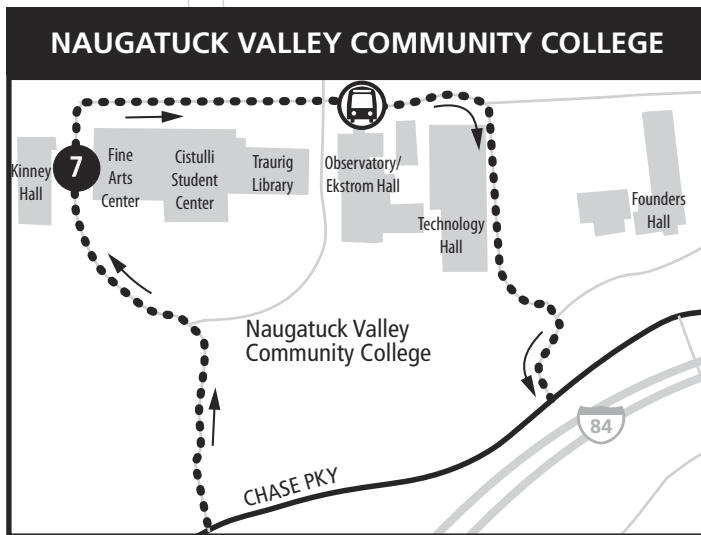 NAUGATUCK VALLEY COMMUNITY COLLEGE
Kinney
Hall
7
Fine
Arts
Center
Cistulli
Student
Center
Traurig
Library
Observatory/
Ekstrom Hall
Technology
Hall
Founders
Hall
Naugatuck Valley
Community College
84
CHASE PKY